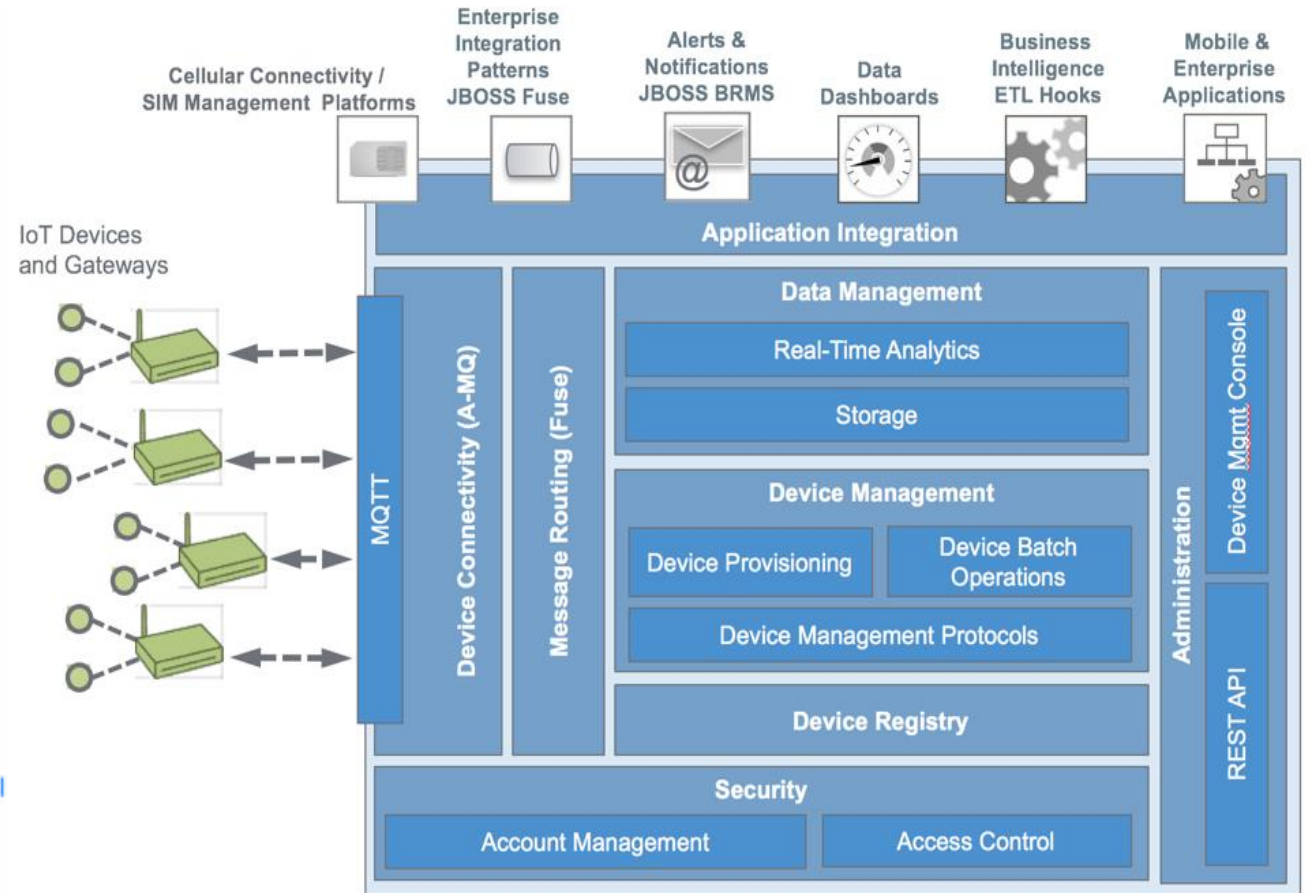 Enterprise
Integration
Patterns
JBOSS Fuse
Cellular Connectivity /
SIM Management Platforms
Alerts &
Notifications
JBOSS BRMS
Data
Dashboards
Business
Intelligence
ETL Hooks
Mobile &
Enterprise
Applications
@
Application Integration
IoT Devices
and Gateways
MQTT
Device Connectivity (A-MQ)
Message Routing (Fuse)
Data Management
Real-Time Analytics
Storage
Device Management
Device Provisioning
Device Batch
Operations
Device Management Protocols
Device Registry
Administration
Device Mgmt Console
REST API
Security
Account Management
Access Control